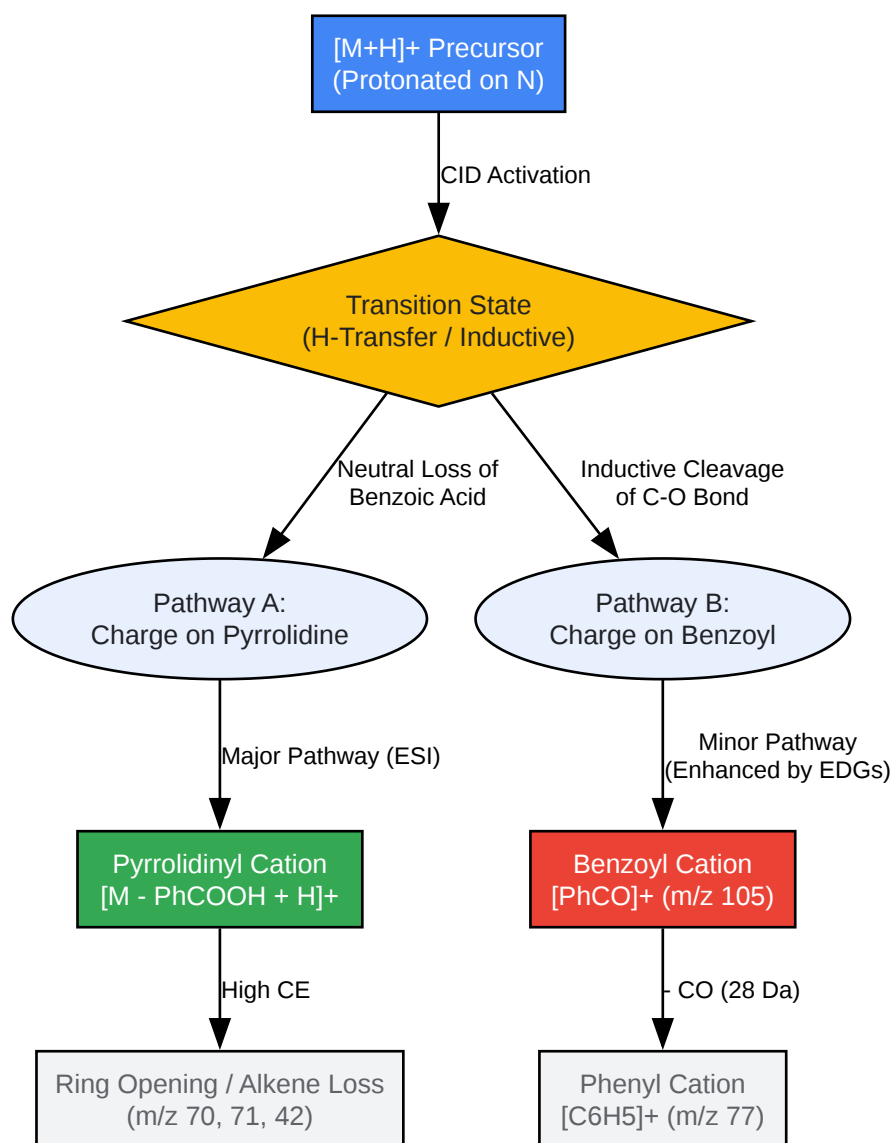 [M+H]+ Precursor
(Protonated on N)
CID Activation
Transition State
(H-Transfer / Inductive)
Neutral Loss of
Benzoic Acid
Inductive Cleavage
of C-O Bond
Pathway A:
Charge on Pyrrolidine
Pathway B:
Charge on Benzoyl
Major Pathway (ESI)
Minor Pathway
(Enhanced by EDGs)
Pyrrolidinyl Cation
[M - PhCOOH + H]+
Benzoyl Cation
[PhCO]+ (m/z 105)
High CE
- CO (28 Da)
Ring Opening / Alkene Loss
(m/z 70, 71, 42)
Phenyl Cation
[C6H5]+ (m/z 77)